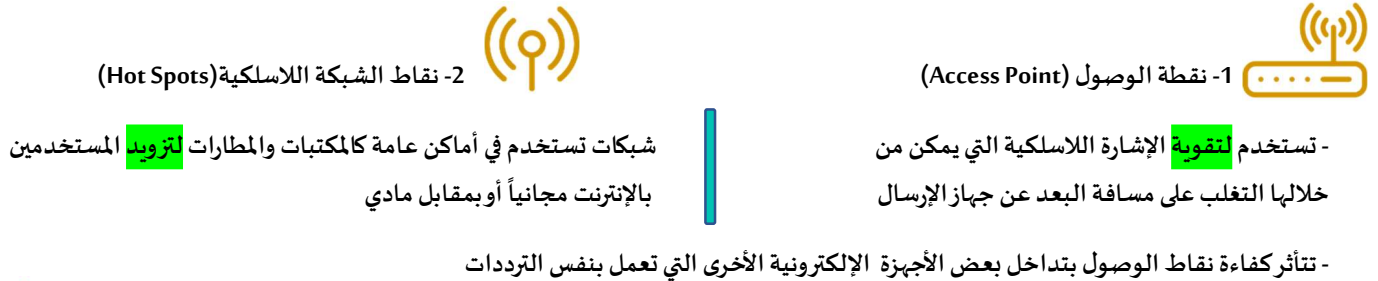 1- نقطة الوصول (Access Point)
- تستخدم لتقوية الإشارة اللاسلكية التي يمكن من
خلالها التغلب على مسافة البعد عن جهاز الإرسال
2- نقاط الشبكة اللاسلكية(Hot Spots)
شبكات تستخدم في أماكن عامة كالمكتبات والمطارات لتزويد المستخدمين
بالإنترنت مجانياً أو بمقابل مادي
- تتأثر كفاءة نقاط الوصول بتداخل بعض الأجهزة الإلكترونية الأخرى التي تعمل بنفس الترددات